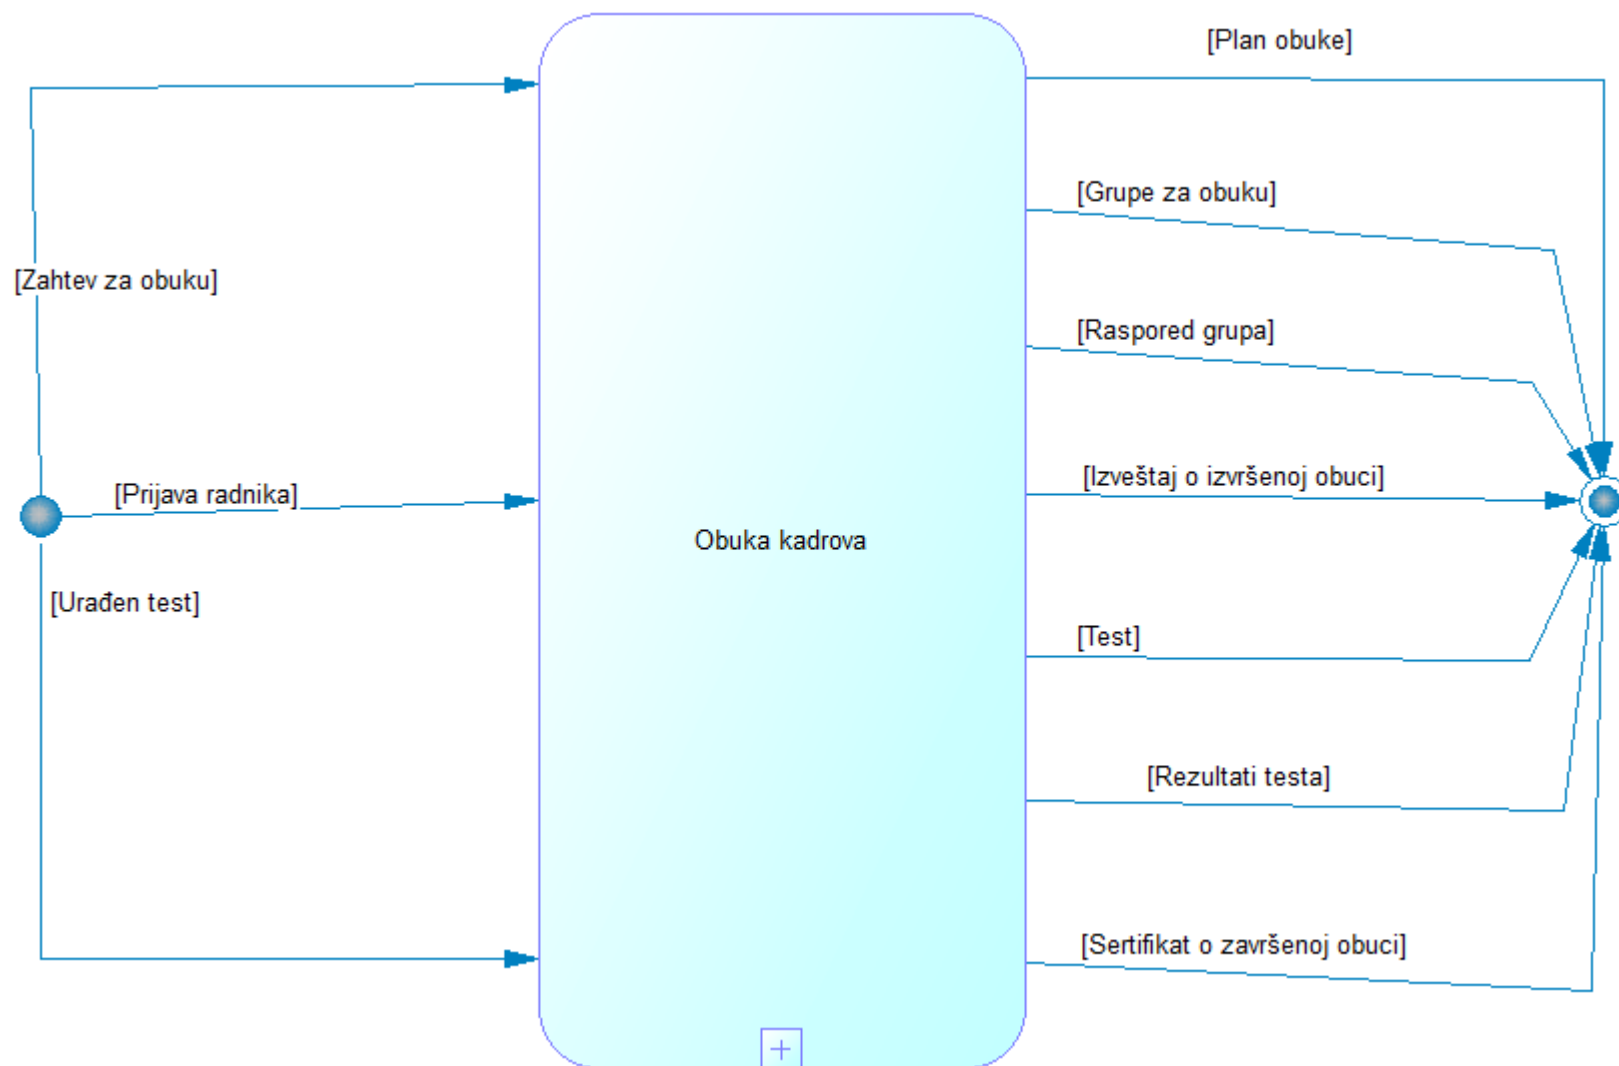 [Plan obuke]
[Grupe za obuku]
[Zahtev za obuku]
[Raspored grupa]
[Izveštaj o izvršenoj obuci]
[Prijava radnika]
Obuka kadrova
[Urađen test]
[Test]
[Rezultati testa]
[Sertifikat o završenoj obuci]